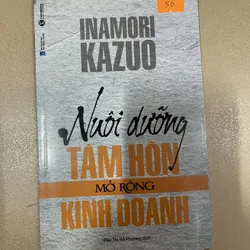 50
INAMORI
KAZUO
Nuôi dưỡng
TÂM HỒN
MỞ RỘNG
KINH DOANH